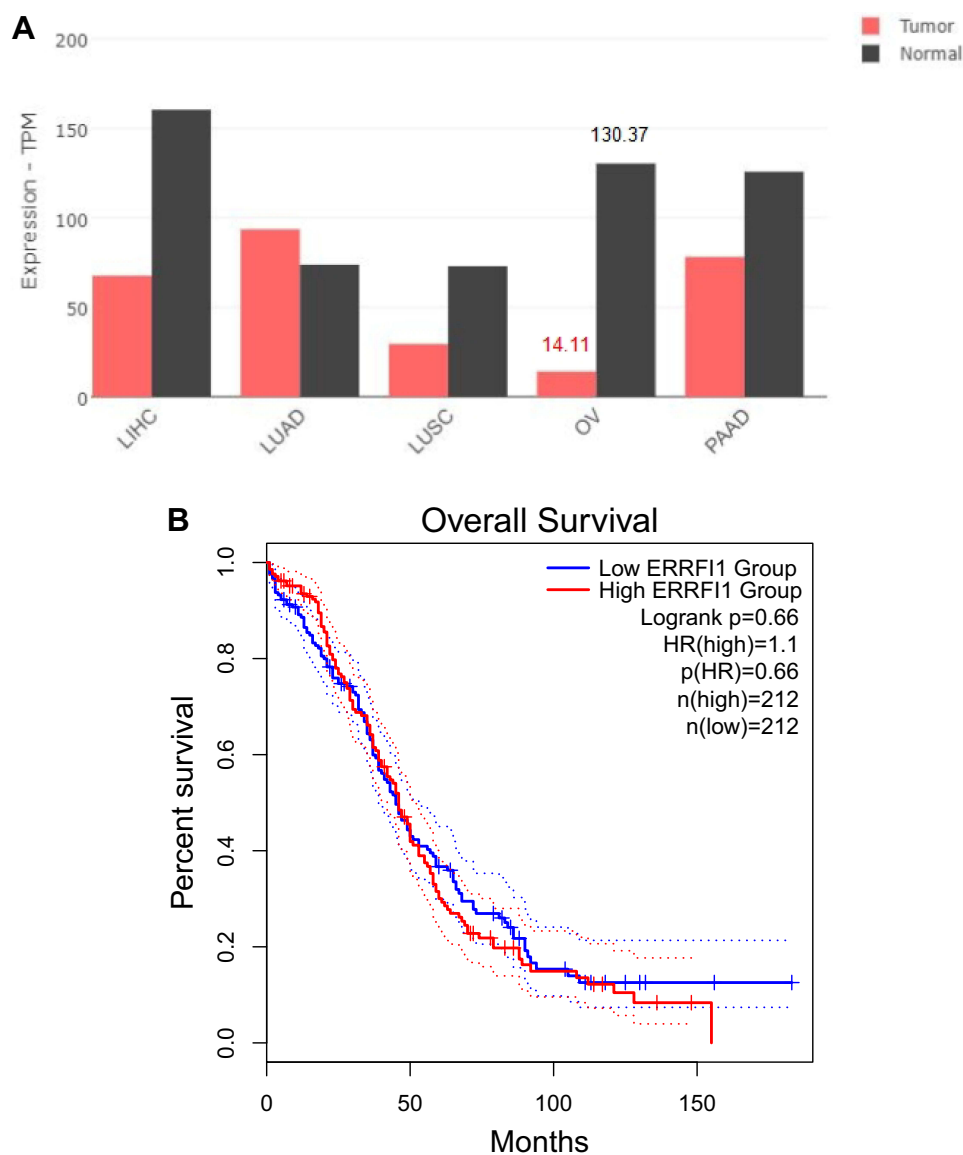 A
Tumor
Normal
200
150
100
50
0
Expression - TPM
130.37
14.11
LIHC
LUAD
LUSC
OV
PAAD
B
Overall Survival
Low ERRFI1 Group
High ERRFI1 Group
Logrank p=0.66
HR(high)=1.1
p(HR)=0.66
n(high)=212
n(low)=212
1.0
0.8
0.6
0.4
0.2
0.0
Percent survival
0 50 100 150
Months